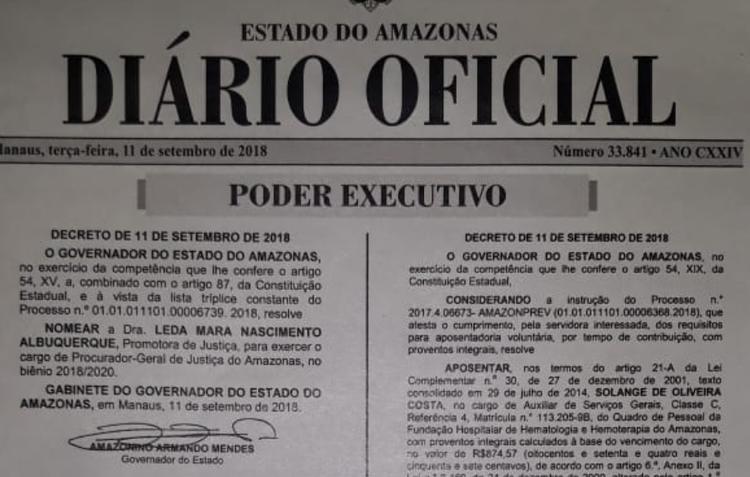 ESTADO DO AMAZONAS
DIÁRIO OFICIAL
Manaus, terça-feira, 11 de setembro de 2018
Número 33.841 • ANO CXXIV
PODER EXECUTIVO
DECRETO DE 11 DE SETEMBRO DE 2018
O GOVERNADOR DO ESTADO DO AMAZONAS,
no exercício da competência que lhe confere o artigo
54, XV, a, combinado com o artigo 87, da Constituição
Estadual, e à vista da lista tríplice constante do
Processo n.º 01.01.011101.00006739. 2018, resolve
NOMEAR a Dra. LEDA MARA NASCIMENTO
ALBUQUERQUE, Promotora de Justiça, para exercer o
cargo de Procurador-Geral de Justiça do Amazonas, no
biênio 2018/2020.
GABINETE DO GOVERNADOR DO ESTADO DO
AMAZONAS, em Manaus, 11 de setembro de 2018.
AMAZONINO ARMANDO MENDES
Governador do Estado
DECRETO DE 11 DE SETEMBRO DE 2018
O GOVERNADOR DO ESTADO DO AMAZONAS, no
exercício da competência que lhe confere o artigo 54, XIX, da
Constituição Estadual,
CONSIDERANDO a instrução do Processo n.º
2017.4.06673- AMAZONPREV (01.01.011101.00006368.2018), que
atesta o cumprimento, pela servidora interessada, dos requisitos
para aposentadoria voluntária, por tempo de contribuição, com
proventos integrais, resolve
APOSENTAR, nos termos do artigo 21-A da Lei
Complementar n.º 30, de 27 de dezembro de 2001, texto
consolidado em 29 de julho de 2014, SOLANGE DE OLIVEIRA
COSTA, no cargo de Auxiliar de Serviços Gerais, Classe C,
Referência 4, Matrícula n.º 113.205-9B, do Quadro de Pessoal da
Fundação Hospitalar de Hematologia e Hemoterapia do Amazonas,
com proventos integrais calculados à base do vencimento do cargo,
no valor de R$874,57 (oitocentos e setenta e quatro reais e
cinquenta e sete centavos), de acordo com o artigo 6.º, Anexo II, da